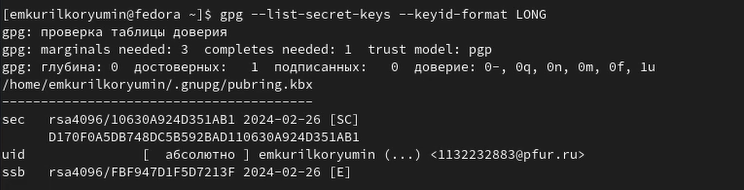 [emkurilkoryumin@fedora ~]$ gpg --list-secret-keys --keyid-format LONG
gpg: проверка таблицы доверия
gpg: marginals needed: 3  completes needed: 1  trust model: pgp
gpg: глубина: 0  достоверных:   1  подписанных:   0  доверие: 0-, 0q, 0n, 0m, 0f, 1u
/home/emkurilkoryumin/.gnupg/pubring.kbx
----------------------------------------
sec   rsa4096/10630A924D351AB1 2024-02-26 [SC]
      D170F0A5DB748DC5B592BAD110630A924D351AB1
uid           [  абсолютно ] emkurilkoryumin (...) <1132232883@pfur.ru>
ssb   rsa4096/FBF947D1F5D7213F 2024-02-26 [E]